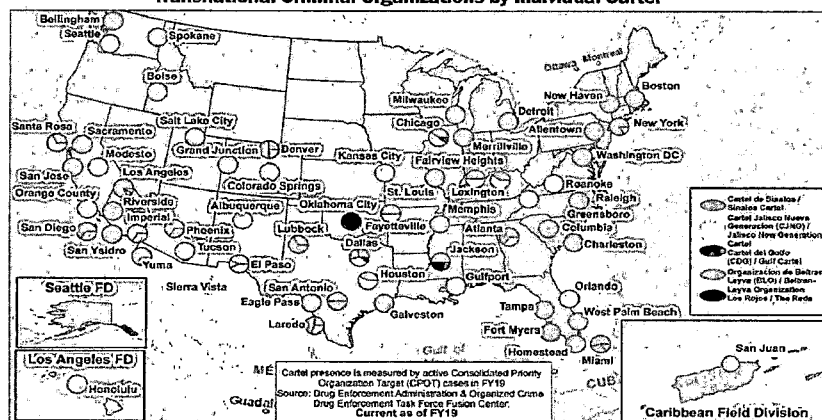 Transnational Criminal Organizations by Individual Cartel
Bellingham
Seattle
Spokane
Boise
Salt Lake City
Santa Rosa
Sacramento
Modesto
Grand Junction
Denver
San Jose
Los Angeles
Colorado Springs
Orange County
Riverside
Imperial
Albuquerque
San Diego
Phoenix
San Ysidro
Tucson
Yuma
Sierra Vista
El Paso
Lubbock
Oklahoma City
Kansas City
Milwaukee
Chicago
Merrillville
Fairview Heights
St. Louis
Lexington
Detroit
Fayetteville
Memphis
Dallas
Jackson
Atlanta
Houston
San Antonio
Eagle Pass
Laredo
Galveston
Gulfport
Ottawa
Montreal
Boston
New Haven
Allentown
New York
Washington DC
Roanoke
Raleigh
Greensboro
Columbia
Charleston
Orlando
Tampa
West Palm Beach
Fort Myers
Homestead
Miami
Gulf of
CUB
Cartel de Sinaloa /
Sinaloa Cartel
Cartel Jalisco Nueva
Generacion (CJNG) /
Jalisco New Generation
Cartel
Cartel del Golfo
(CDG) / Gulf Cartel
Organizacion de Beltran
Leyva (BLO) / Beltran-
Leyva Organization
Los Rojos / The Reds
Seattle FD
Los Angeles FD
Honolulu
Cartel presence is measured by active Consolidated Priority
Organization Target (CPOT) cases in FY19
Source: Drug Enforcement Administration & Organized Crime
Drug Enforcement Task Force Fusion Center.
Current as of FY19
San Juan
Caribbean Field Division